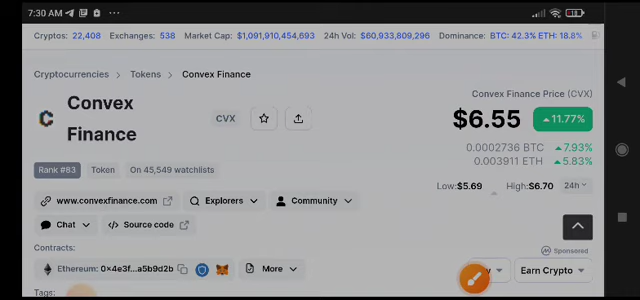 7:30 AM
Cryptos: 22,408 Exchanges: 538 Market Cap: $1,091,910,454,693 24h Vol: $60,933,809,296 Dominance: BTC: 42.3% ETH: 18.8%
Cryptocurrencies > Tokens > Convex Finance
Convex Finance Price (CVX)
Convex
Finance
CVX
$6.55
11.77%
0.0002736 BTC 7.93%
0.003911 ETH 5.83%
Rank #83 Token On 45,549 watchlists
Low: $5.69 High: $6.70 24h
www.convexfinance.com Explorers Community
Chat Source code
Contracts:
Sponsored
Ethereum: 0x4e3f...a5b9d2b More
Earn Crypto
Tags: